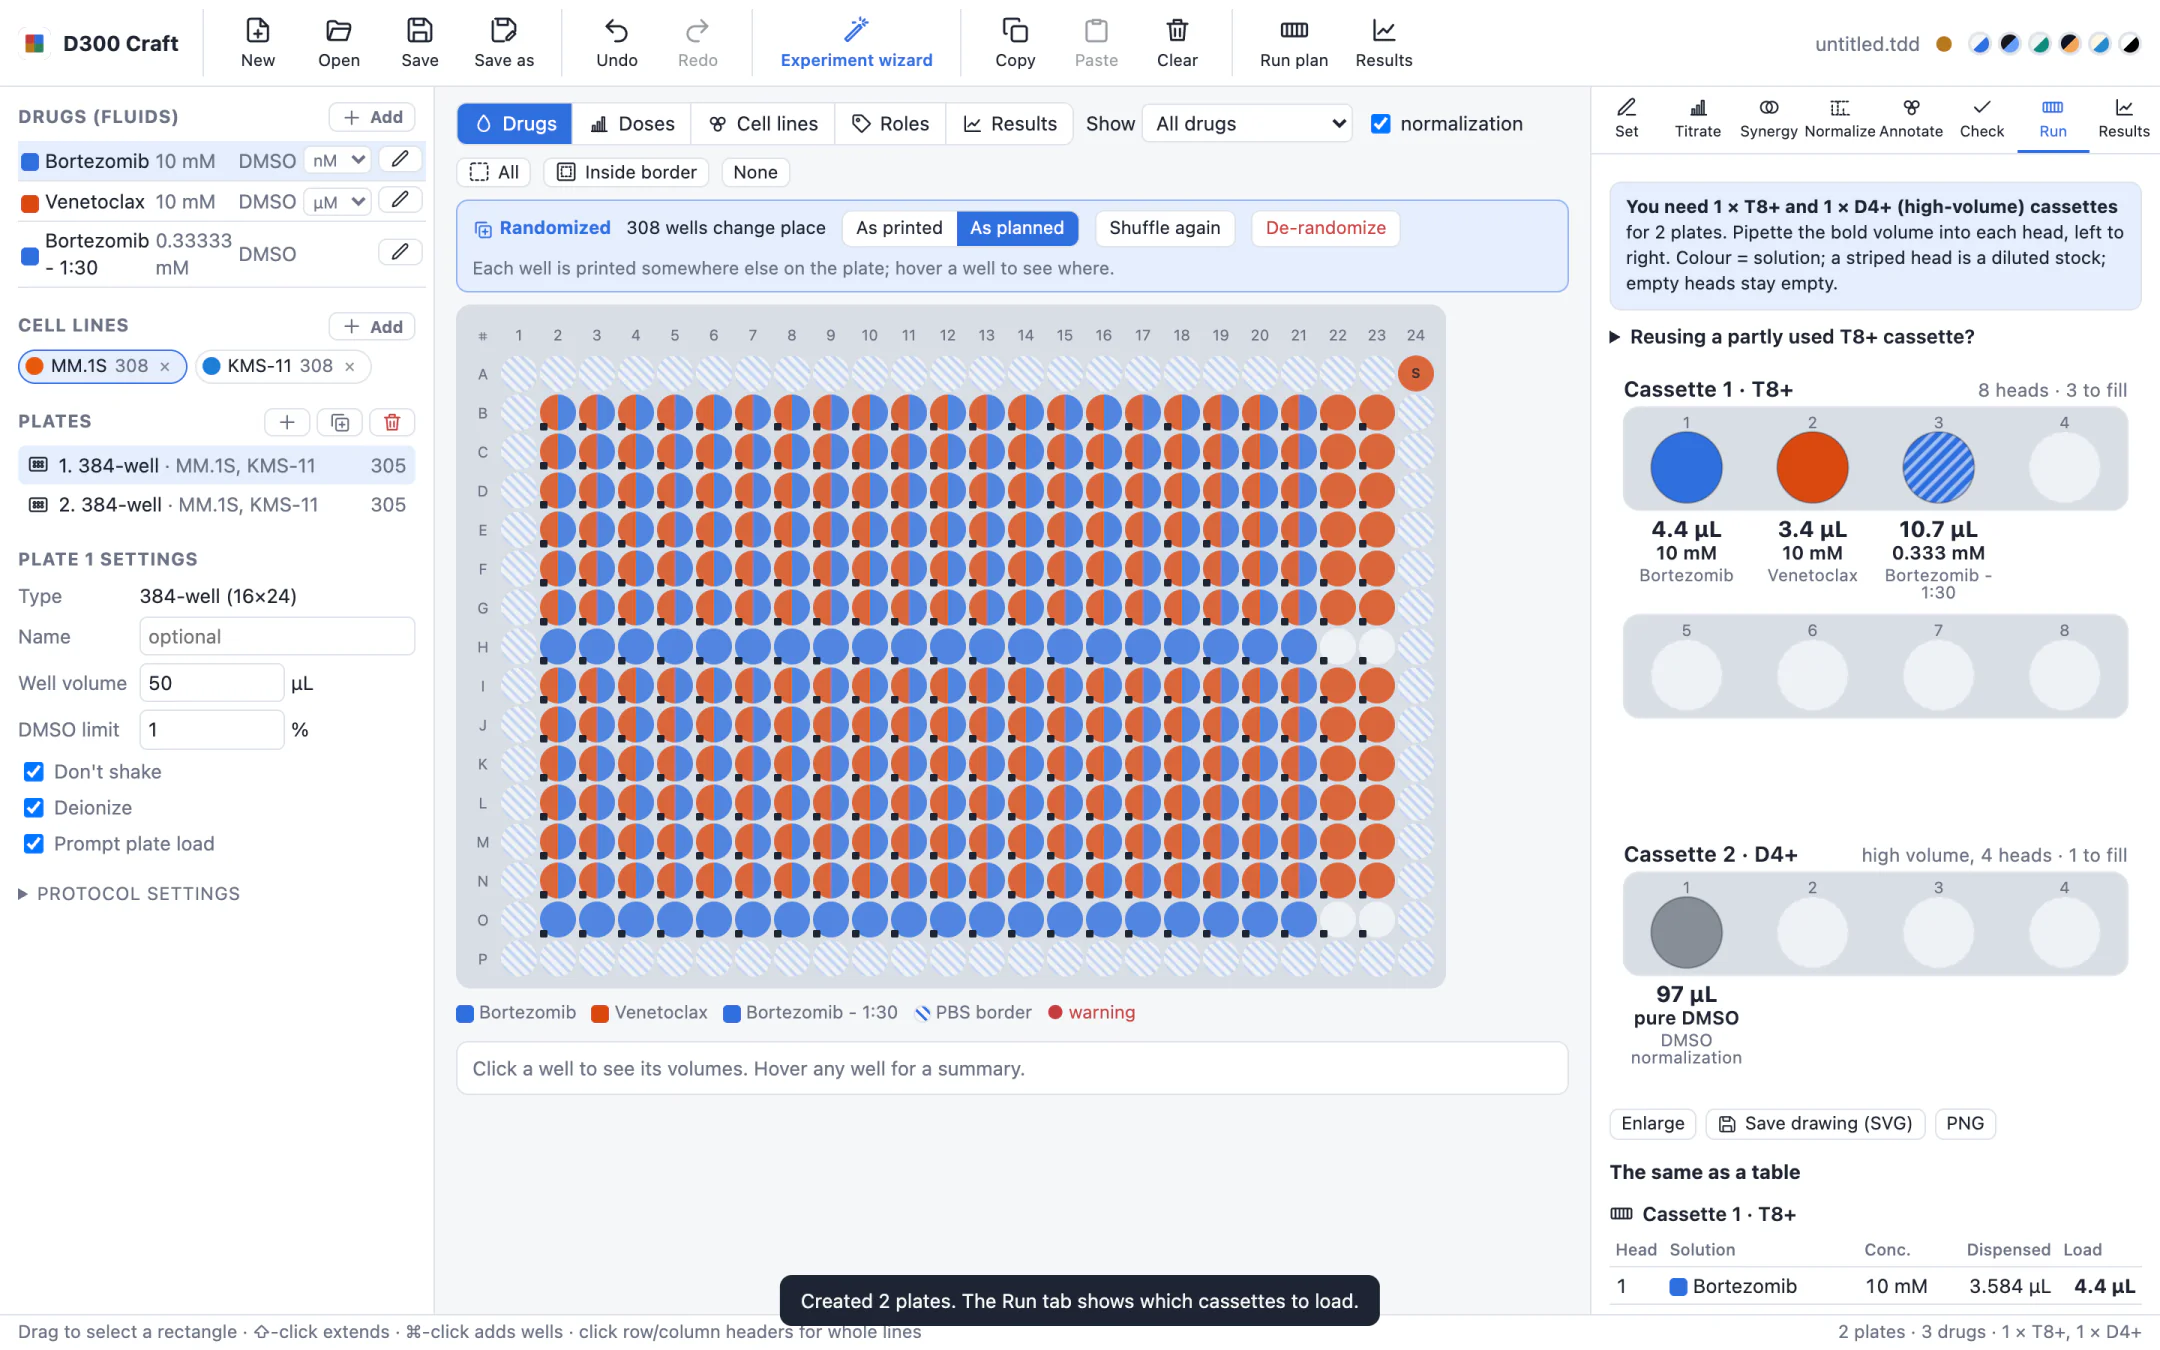 D300 Craft
New
Open
Save
Save as
Undo
Redo
Experiment wizard
Copy
Paste
Clear
Run plan
Results
untitled.tdd
DRUGS (FLUIDS)
Add
Bortezomib 10 mM DMSO nM
Venetoclax 10 mM DMSO µM
Bortezomib - 1:30 0.33333 mM DMSO
CELL LINES
Add
MM.1S 308 ×
KMS-11 308 ×
PLATES
1. 384-well · MM.1S, KMS-11 305
2. 384-well · MM.1S, KMS-11 305
PLATE 1 SETTINGS
Type 384-well (16×24)
Name optional
Well volume 50 µL
DMSO limit 1 %
Don't shake
Deionize
Prompt plate load
PROTOCOL SETTINGS
Drugs
Doses
Cell lines
Roles
Results
Show All drugs
normalization
All
Inside border
None
Randomized 308 wells change place
As printed
As planned
Shuffle again
De-randomize
Each well is printed somewhere else on the plate; hover a well to see where.
# 1 2 3 4 5 6 7 8 9 10 11 12 13 14 15 16 17 18 19 20 21 22 23 24
A S
B
C
D
E
F
G
H
I
J
K
L
M
N
O
P
Bortezomib
Venetoclax
Bortezomib - 1:30
PBS border
warning
Click a well to see its volumes. Hover any well for a summary.
Set
Titrate
Synergy
Normalize
Annotate
Check
Run
Results
You need 1 × T8+ and 1 × D4+ (high-volume) cassettes
for 2 plates. Pipette the bold volume into each head, left to
right. Colour = solution; a striped head is a diluted stock;
empty heads stay empty.
Reusing a partly used T8+ cassette?
Cassette 1 · T8+ 8 heads · 3 to fill
1 2 3 4
4.4 µL 3.4 µL 10.7 µL
10 mM 10 mM 0.333 mM
Bortezomib Venetoclax Bortezomib -
1:30
5 6 7 8
Cassette 2 · D4+ high volume, 4 heads · 1 to fill
1 2 3 4
97 µL
pure DMSO
DMSO
normalization
Enlarge
Save drawing (SVG)
PNG
The same as a table
Cassette 1 · T8+
Head Solution Conc. Dispensed Load
1 Bortezomib 10 mM 3.584 µL 4.4 µL
Created 2 plates. The Run tab shows which cassettes to load.
Drag to select a rectangle · ⇧-click extends · ⌘-click adds wells · click row/column headers for whole lines
2 plates · 3 drugs · 1 × T8+, 1 × D4+